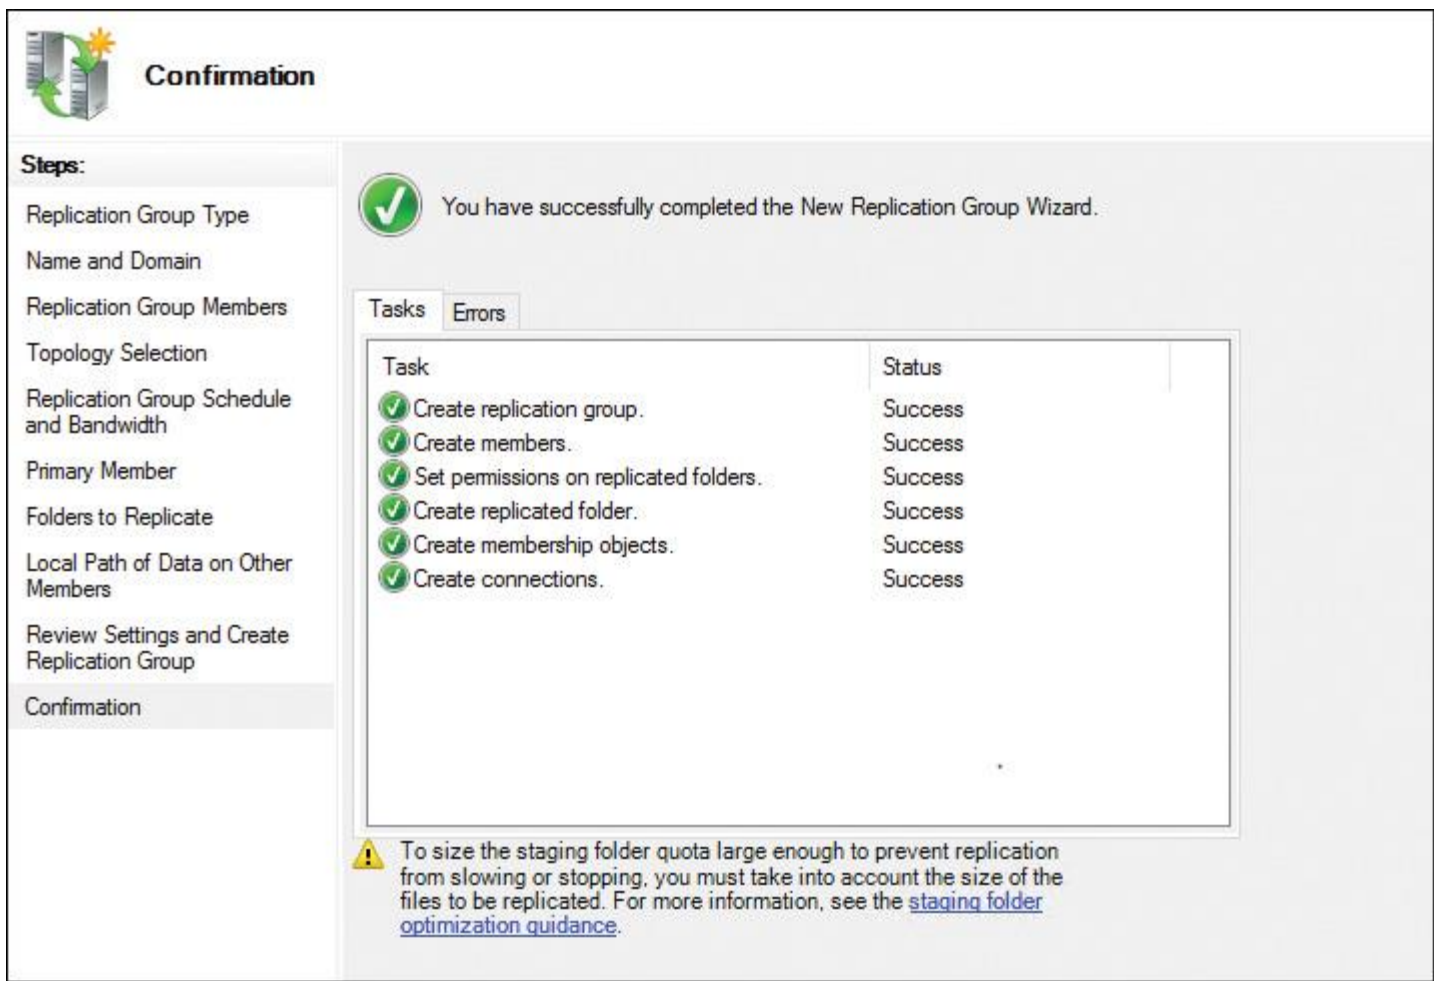 Confirmation
Steps:
Replication Group Type
Name and Domain
Replication Group Members
Topology Selection
Replication Group Schedule
and Bandwidth
Primary Member
Folders to Replicate
Local Path of Data on Other
Members
Review Settings and Create
Replication Group
Confirmation
You have successfully completed the New Replication Group Wizard.
Tasks Errors
Task Status
Create replication group. Success
Create members. Success
Set permissions on replicated folders. Success
Create replicated folder. Success
Create membership objects. Success
Create connections. Success
To size the staging folder quota large enough to prevent replication
from slowing or stopping, you must take into account the size of the
files to be replicated. For more information, see the staging folder
optimization guidance.